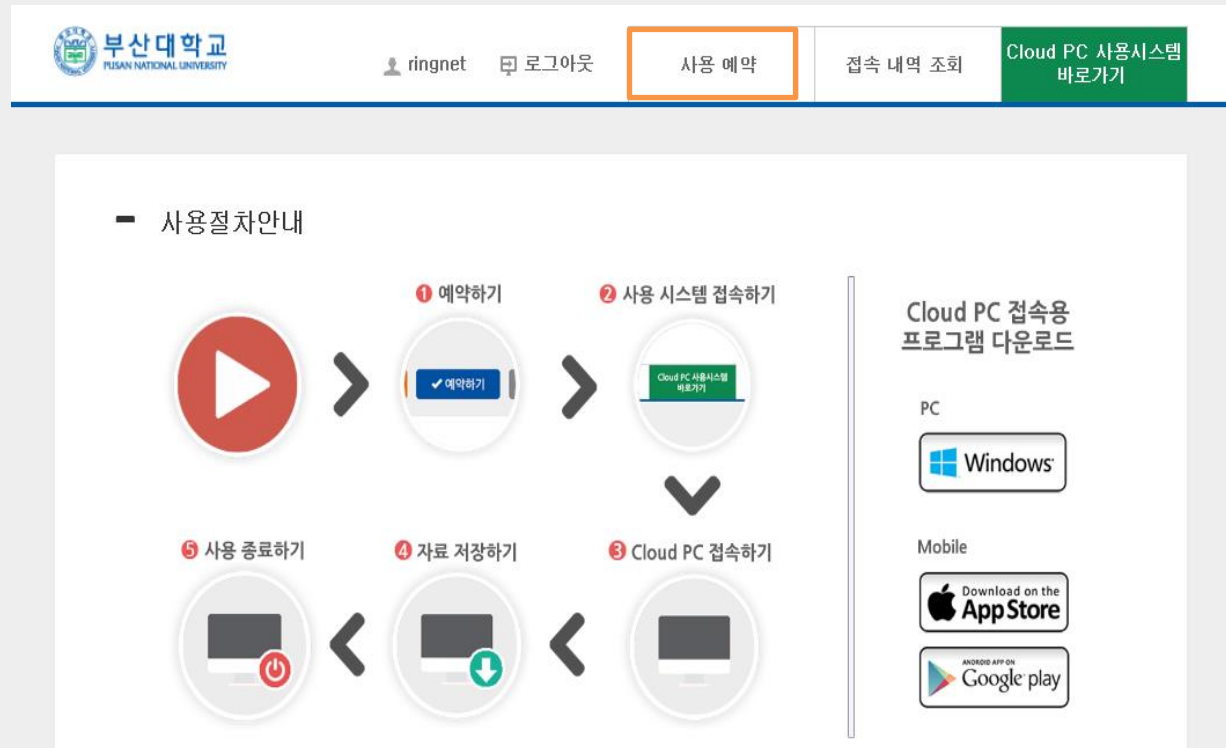 부산대학교
PUSAN NATIONAL UNIVERSITY
ringnet 로그아웃 사용 예약 접속 내역 조회 Cloud PC 사용시스템
바로가기
사용절차안내
❶ 예약하기 ❷ 사용 시스템 접속하기
예약하기
Cloud PC 사용시스템
바로가기
❺ 사용 종료하기 ❹ 자료 저장하기 ❸ Cloud PC 접속하기
Cloud PC 접속용
프로그램 다운로드
PC
Windows
Mobile
Download on the
App Store
ANDROID APP ON
Google play